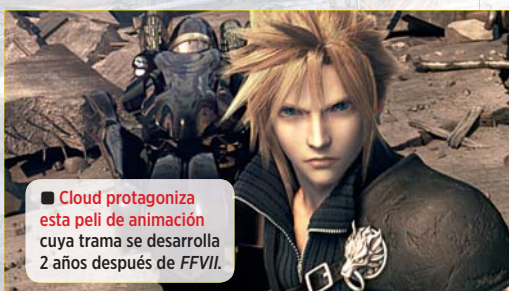 ■ Cloud protagoniza
esta peli de animación
cuya trama se desarrolla
2 años después de FFVII.